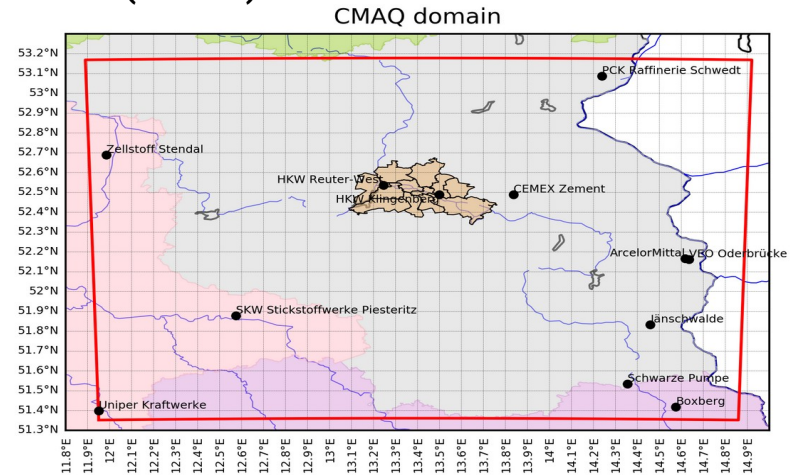 CMAQ domain
53.2°N
53.1°N
53°N
52.9°N
52.8°N
52.7°N
52.6°N
52.5°N
52.4°N
52.3°N
52.2°N
52.1°N
52°N
51.9°N
51.8°N
51.7°N
51.6°N
51.5°N
51.4°N
51.3°N
PCK Raffinerie Schwedt
Zellstoff Stendal
HKW Reuter-West
HKW Klingenberg
CEMEX Zement
ArcelorMittal
VEO Oderbrücke
SKW Stickstoffwerke Piesteritz
Jänschwalde
Schwarze Pumpe
Boxberg
Uniper Kraftwerke
11.8°E
11.9°E
12°E
12.1°E
12.2°E
12.3°E
12.4°E
12.5°E
12.6°E
12.7°E
12.8°E
12.9°E
13°E
13.1°E
13.2°E
13.3°E
13.4°E
13.5°E
13.6°E
13.7°E
13.8°E
13.9°E
14°E
14.1°E
14.2°E
14.3°E
14.4°E
14.5°E
14.6°E
14.7°E
14.8°E
14.9°E